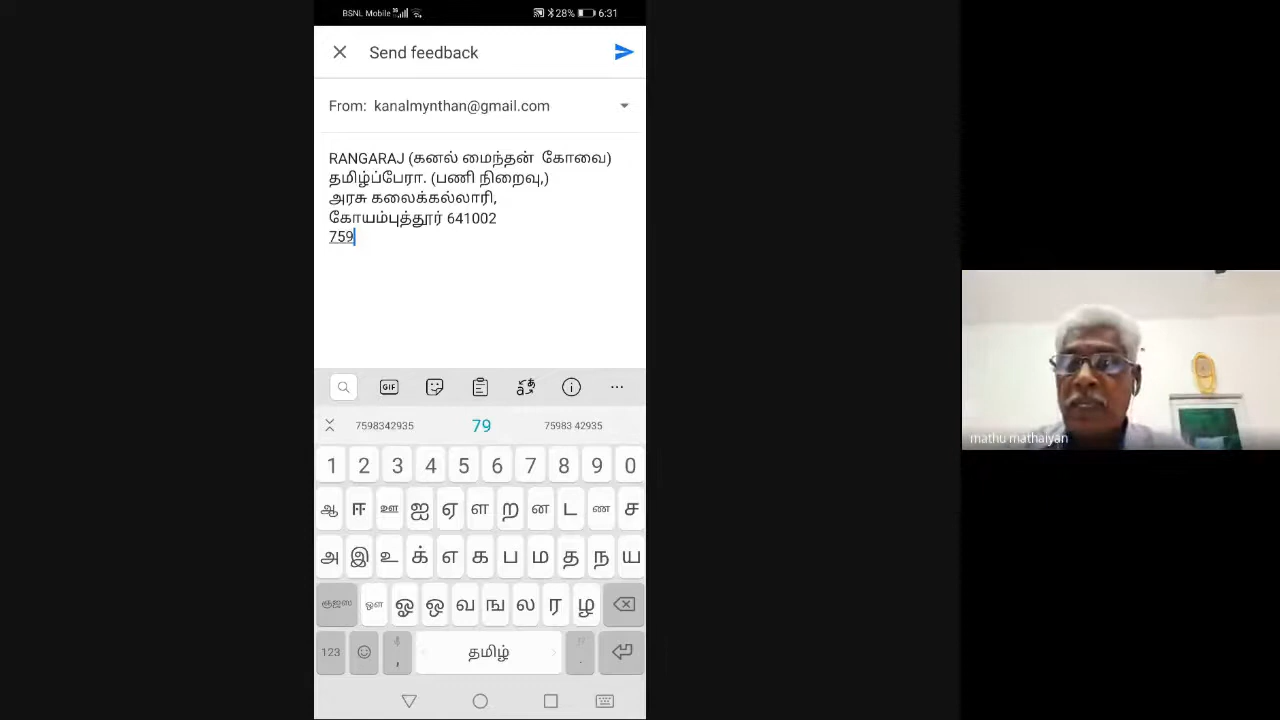 BSNL Mobile 28% 6:31
Send feedback
From: kanalmynthan@gmail.com
RANGARAJ (கனல் மைந்தன் கோவை)
தமிழ்ப்பேரா. (பணி நிறைவு,)
அரசு கலைக்கல்லாரி,
கோயம்புத்தூர் 641002
759
GIF
7598342935 79 75983 42935
1 2 3 4 5 6 7 8 9 0
ஆ ஈ ஊ ஐ ஏ ள ற ன ட ண ச
அ இ உ க் எ க ப ம த ந ய
ஞஜஸ ஔ ஓ ஒ வ ங ல ர ழ
123 , தமிழ் .
mathu mathaiyan